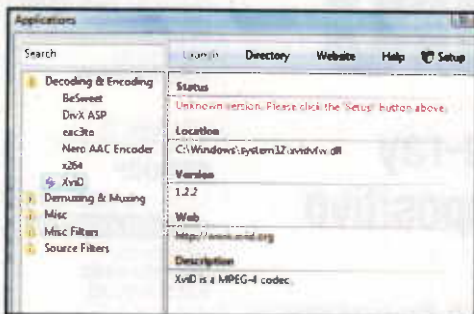 Applications
Search
Directory Website Help Setup
Decoding & Encoding
BeSweet
DivX ASP
eac3to
Nero AAC Encoder
x264
XviD
Demuxing & Muxing
Misc
Misc Filters
Source Filters
Status
Unknown version. Please click the 'Setup' button above.
Location
C:\Windows\system32\xvidvfw.dll
Version
1.2.2
Web
Description
XviD is a MPEG-4 codec.